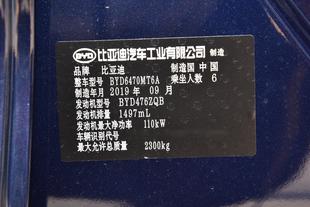 BYD 比亚迪汽车工业有限公司 制造
品牌 比亚迪 制造国 中国
整车型号 BYD6470MT6A 乘坐人数 6
制造年月 2019 年 09 月
发动机型号 BYD476ZQB
发动机排量 1497mL
发动机最大净功率 110kW
车辆识别代号
最大允许总质量 2300kg